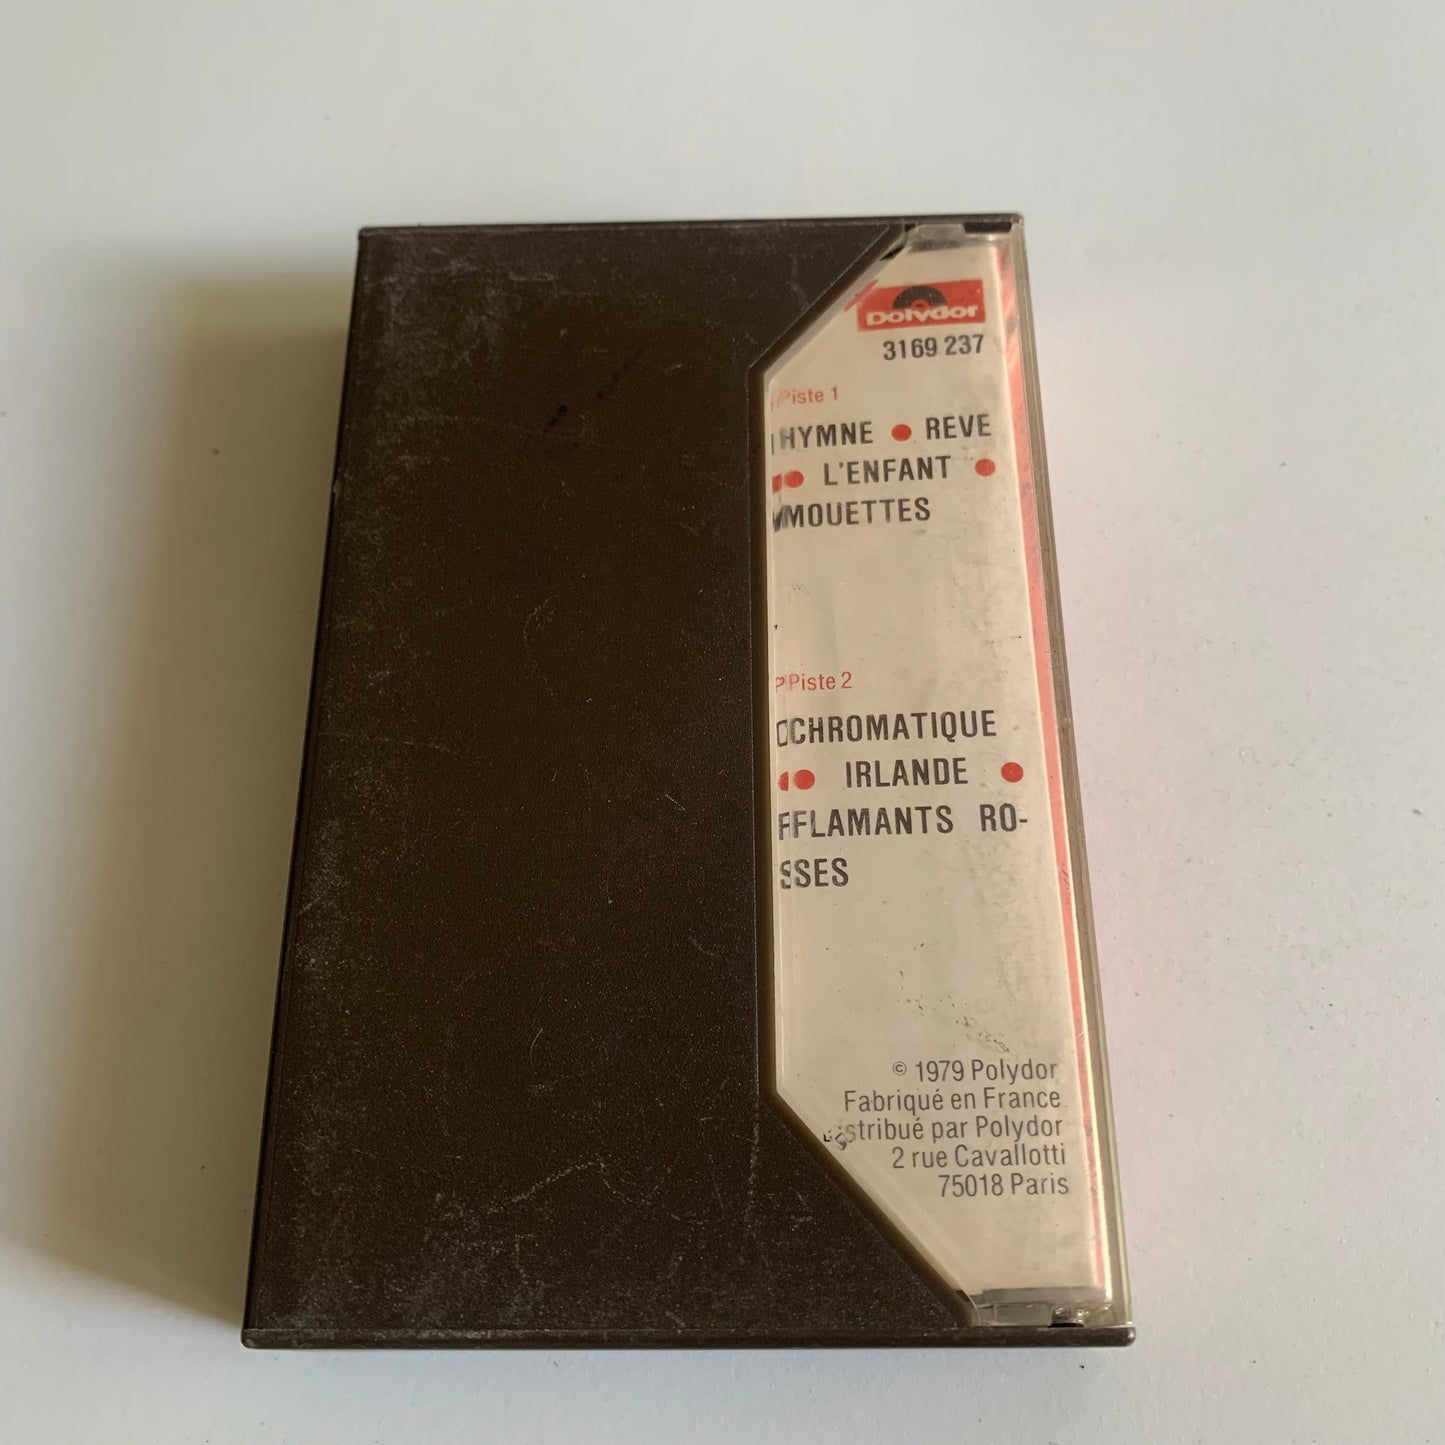 Polydor
3169 237
Piste 1
HYMNE ● REVE
● L'ENFANT ●
MOUETTES
Piste 2
CHROMATIQUE
● IRLANDE ●
FLAMANTS RO-
SES
© 1979 Polydor
Fabriqué en France
Distribué par Polydor
2 rue Cavallotti
75018 Paris